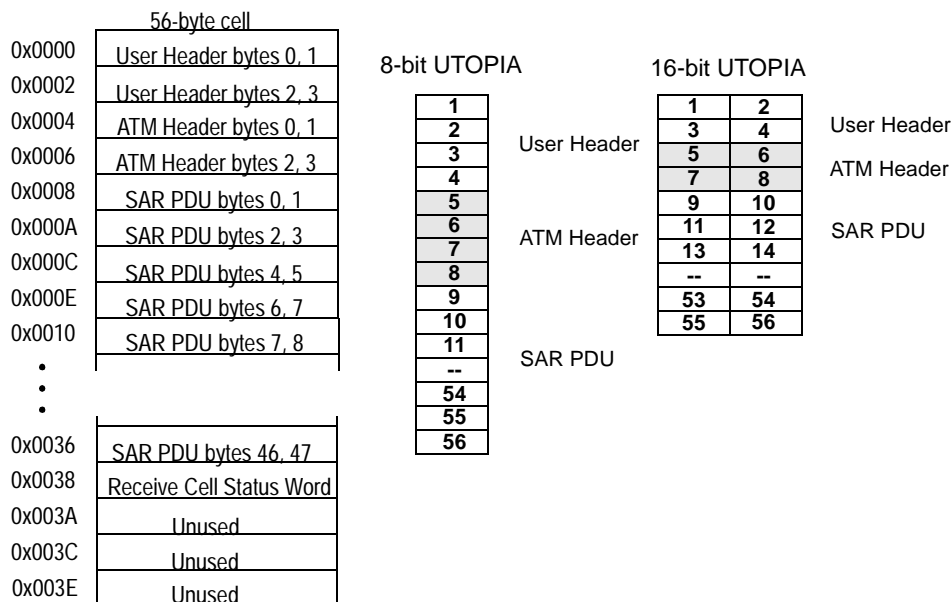 56-byte cell
0x0000 User Header bytes 0, 1
0x0002 User Header bytes 2, 3
0x0004 ATM Header bytes 0, 1
0x0006 ATM Header bytes 2, 3
0x0008 SAR PDU bytes 0, 1
0x000A SAR PDU bytes 2, 3
0x000C SAR PDU bytes 4, 5
0x000E SAR PDU bytes 6, 7
0x0010 SAR PDU bytes 7, 8
0x0036 SAR PDU bytes 46, 47
0x0038 Receive Cell Status Word
0x003A Unused
0x003C Unused
0x003E Unused
8-bit UTOPIA
1
2
3
4
5
6
7
8
9
10
11
--
54
55
56
User Header
ATM Header
SAR PDU
16-bit UTOPIA
1 2
3 4
5 6
7 8
9 10
11 12
13 14
-- --
53 54
55 56
User Header
ATM Header
SAR PDU